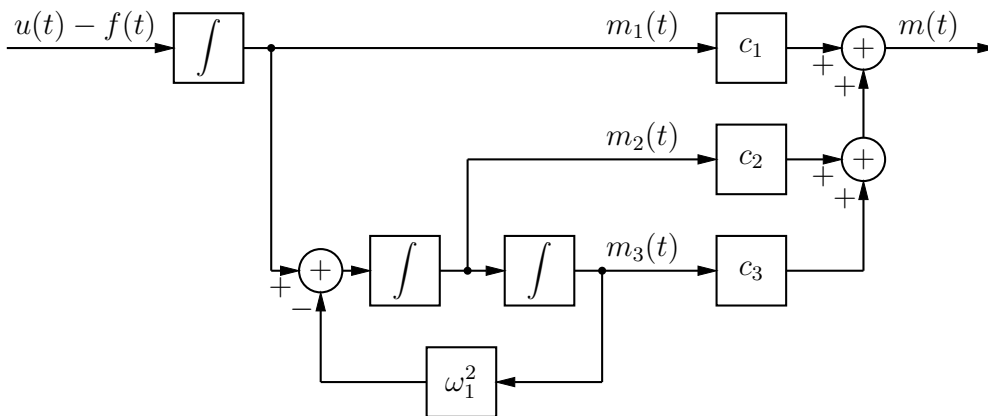 u(t) − f(t)
∫
m₁(t)
c₁
+
+
m(t)
+
m₂(t)
c₂
+
+
+
+
+
∫
∫
m₃(t)
c₃
−
ω₁²